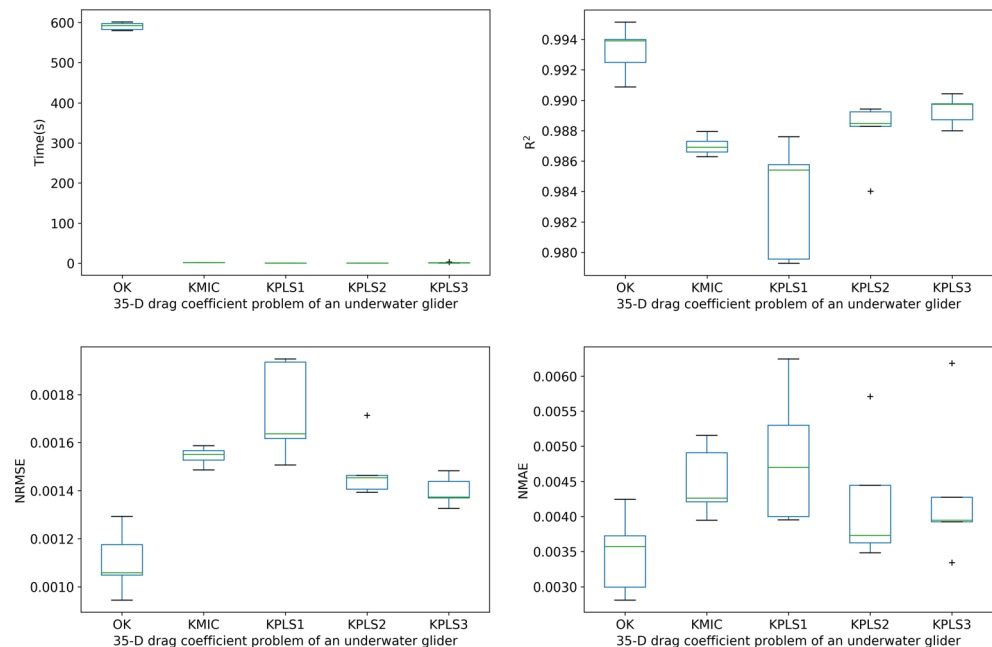 600
500
400
300
200
100
0
Time(s)
OK KMIC KPLS1 KPLS2 KPLS3
35-D drag coefficient problem of an underwater glider
0.994
0.992
0.990
0.988
0.986
0.984
0.982
0.980
R²
OK KMIC KPLS1 KPLS2 KPLS3
35-D drag coefficient problem of an underwater glider
0.0018
0.0016
0.0014
0.0012
0.0010
NRMSE
OK KMIC KPLS1 KPLS2 KPLS3
35-D drag coefficient problem of an underwater glider
0.0060
0.0055
0.0050
0.0045
0.0040
0.0035
0.0030
NMAE
OK KMIC KPLS1 KPLS2 KPLS3
35-D drag coefficient problem of an underwater glider